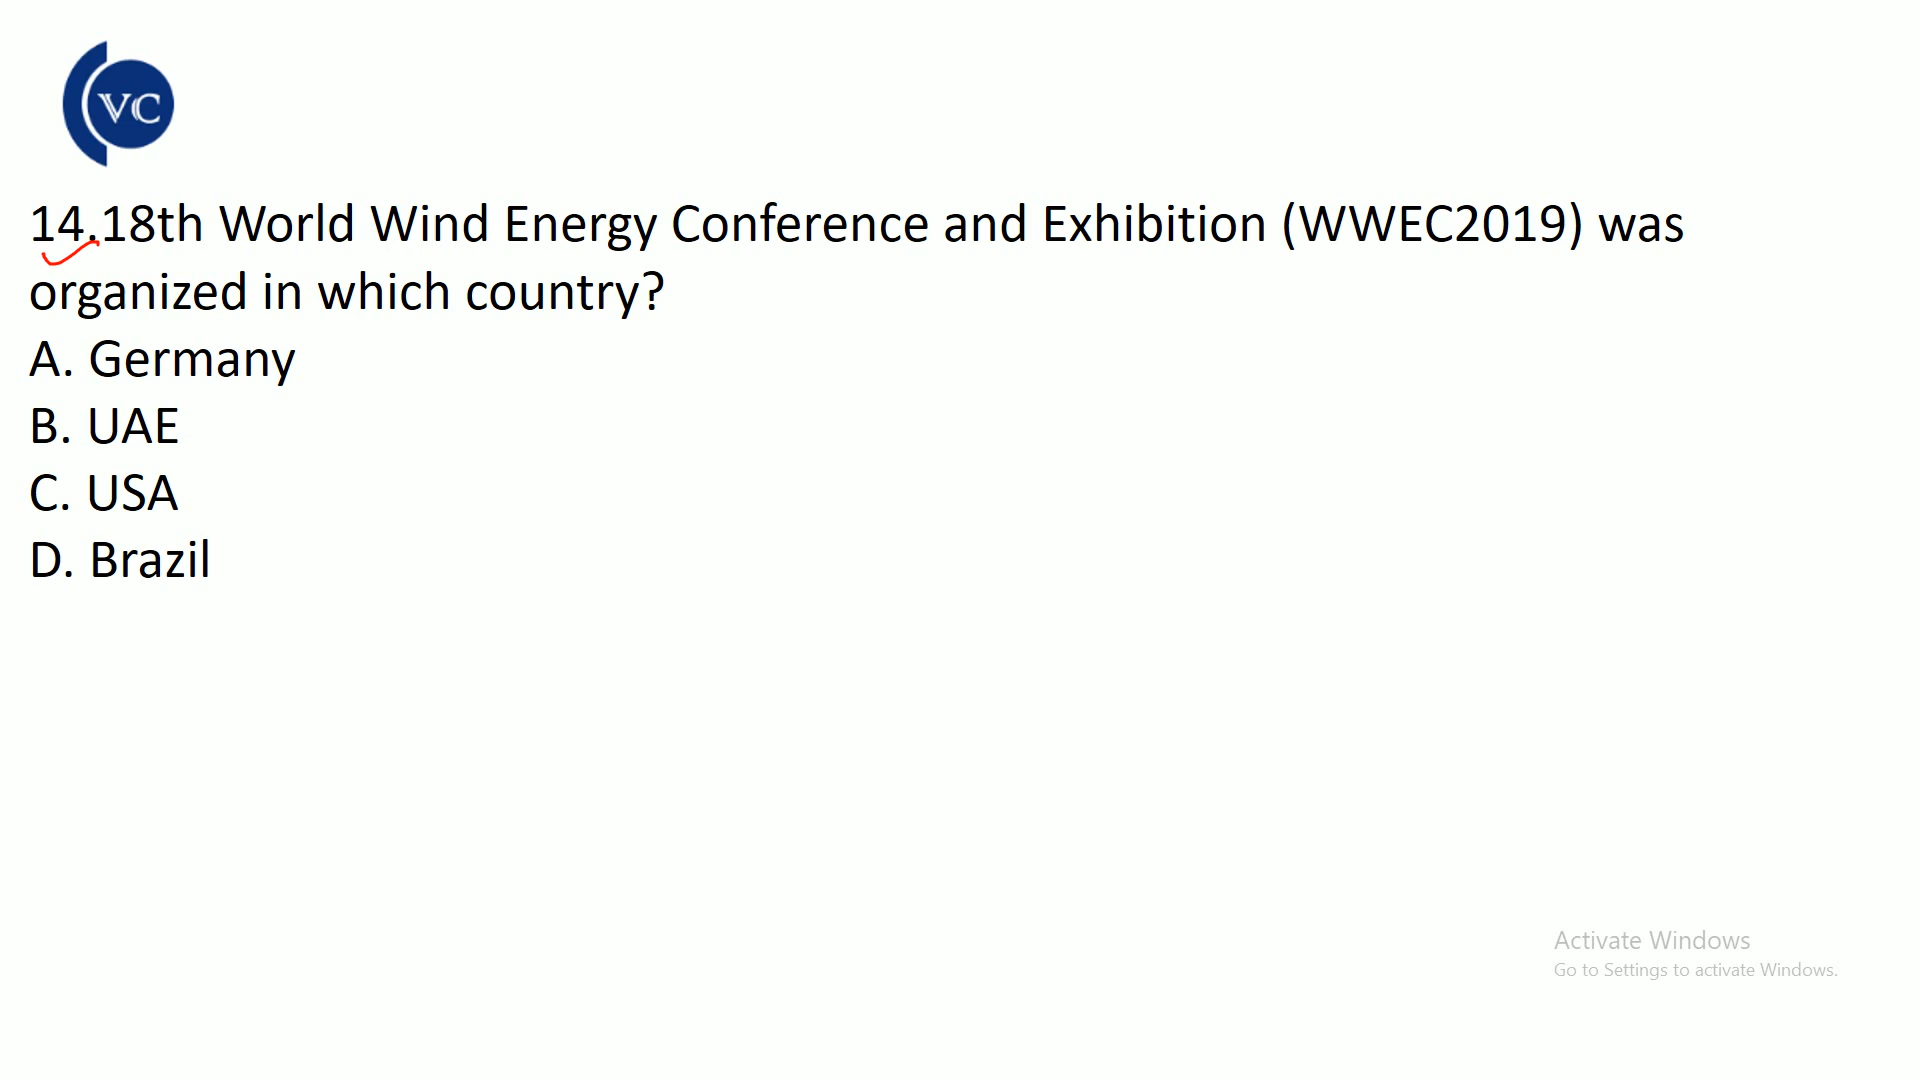 VC
14.18th World Wind Energy Conference and Exhibition (WWEC2019) was
organized in which country?
A. Germany
B. UAE
C. USA
D. Brazil
Activate Windows
Go to Settings to activate Windows.